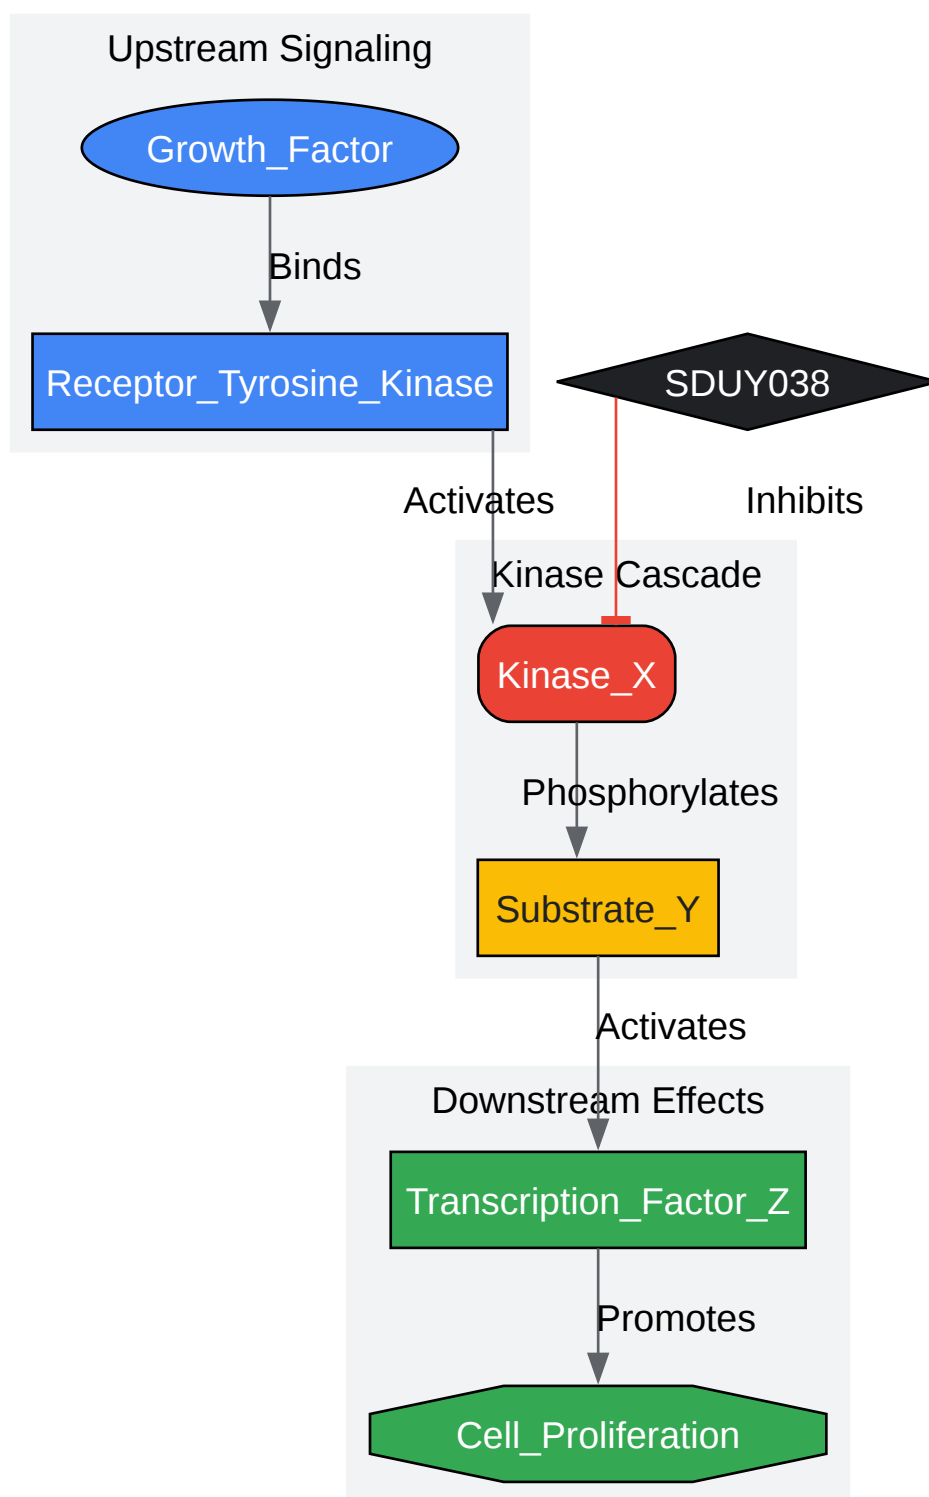 Upstream Signaling
Growth_Factor
Binds
Receptor_Tyrosine_Kinase
SDUY038
Activates
Inhibits
Kinase Cascade
Kinase_X
Phosphorylates
Substrate_Y
Activates
Downstream Effects
Transcription_Factor_Z
Promotes
Cell_Proliferation